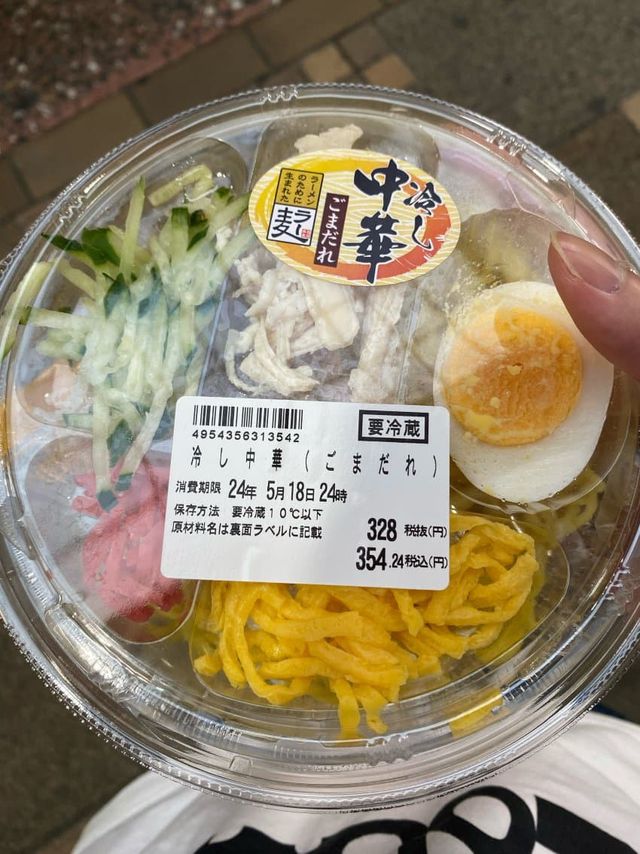 冷し
中華
ごまだれ
ラーメン
のために
生まれた
ラ麦
4954356313542
要冷蔵
冷し中華(ごまだれ)
消費期限 24年 5月18日24時
保存方法 要冷蔵10℃以下
原材料名は裏面ラベルに記載
328 税抜(円)
354.24税込(円)